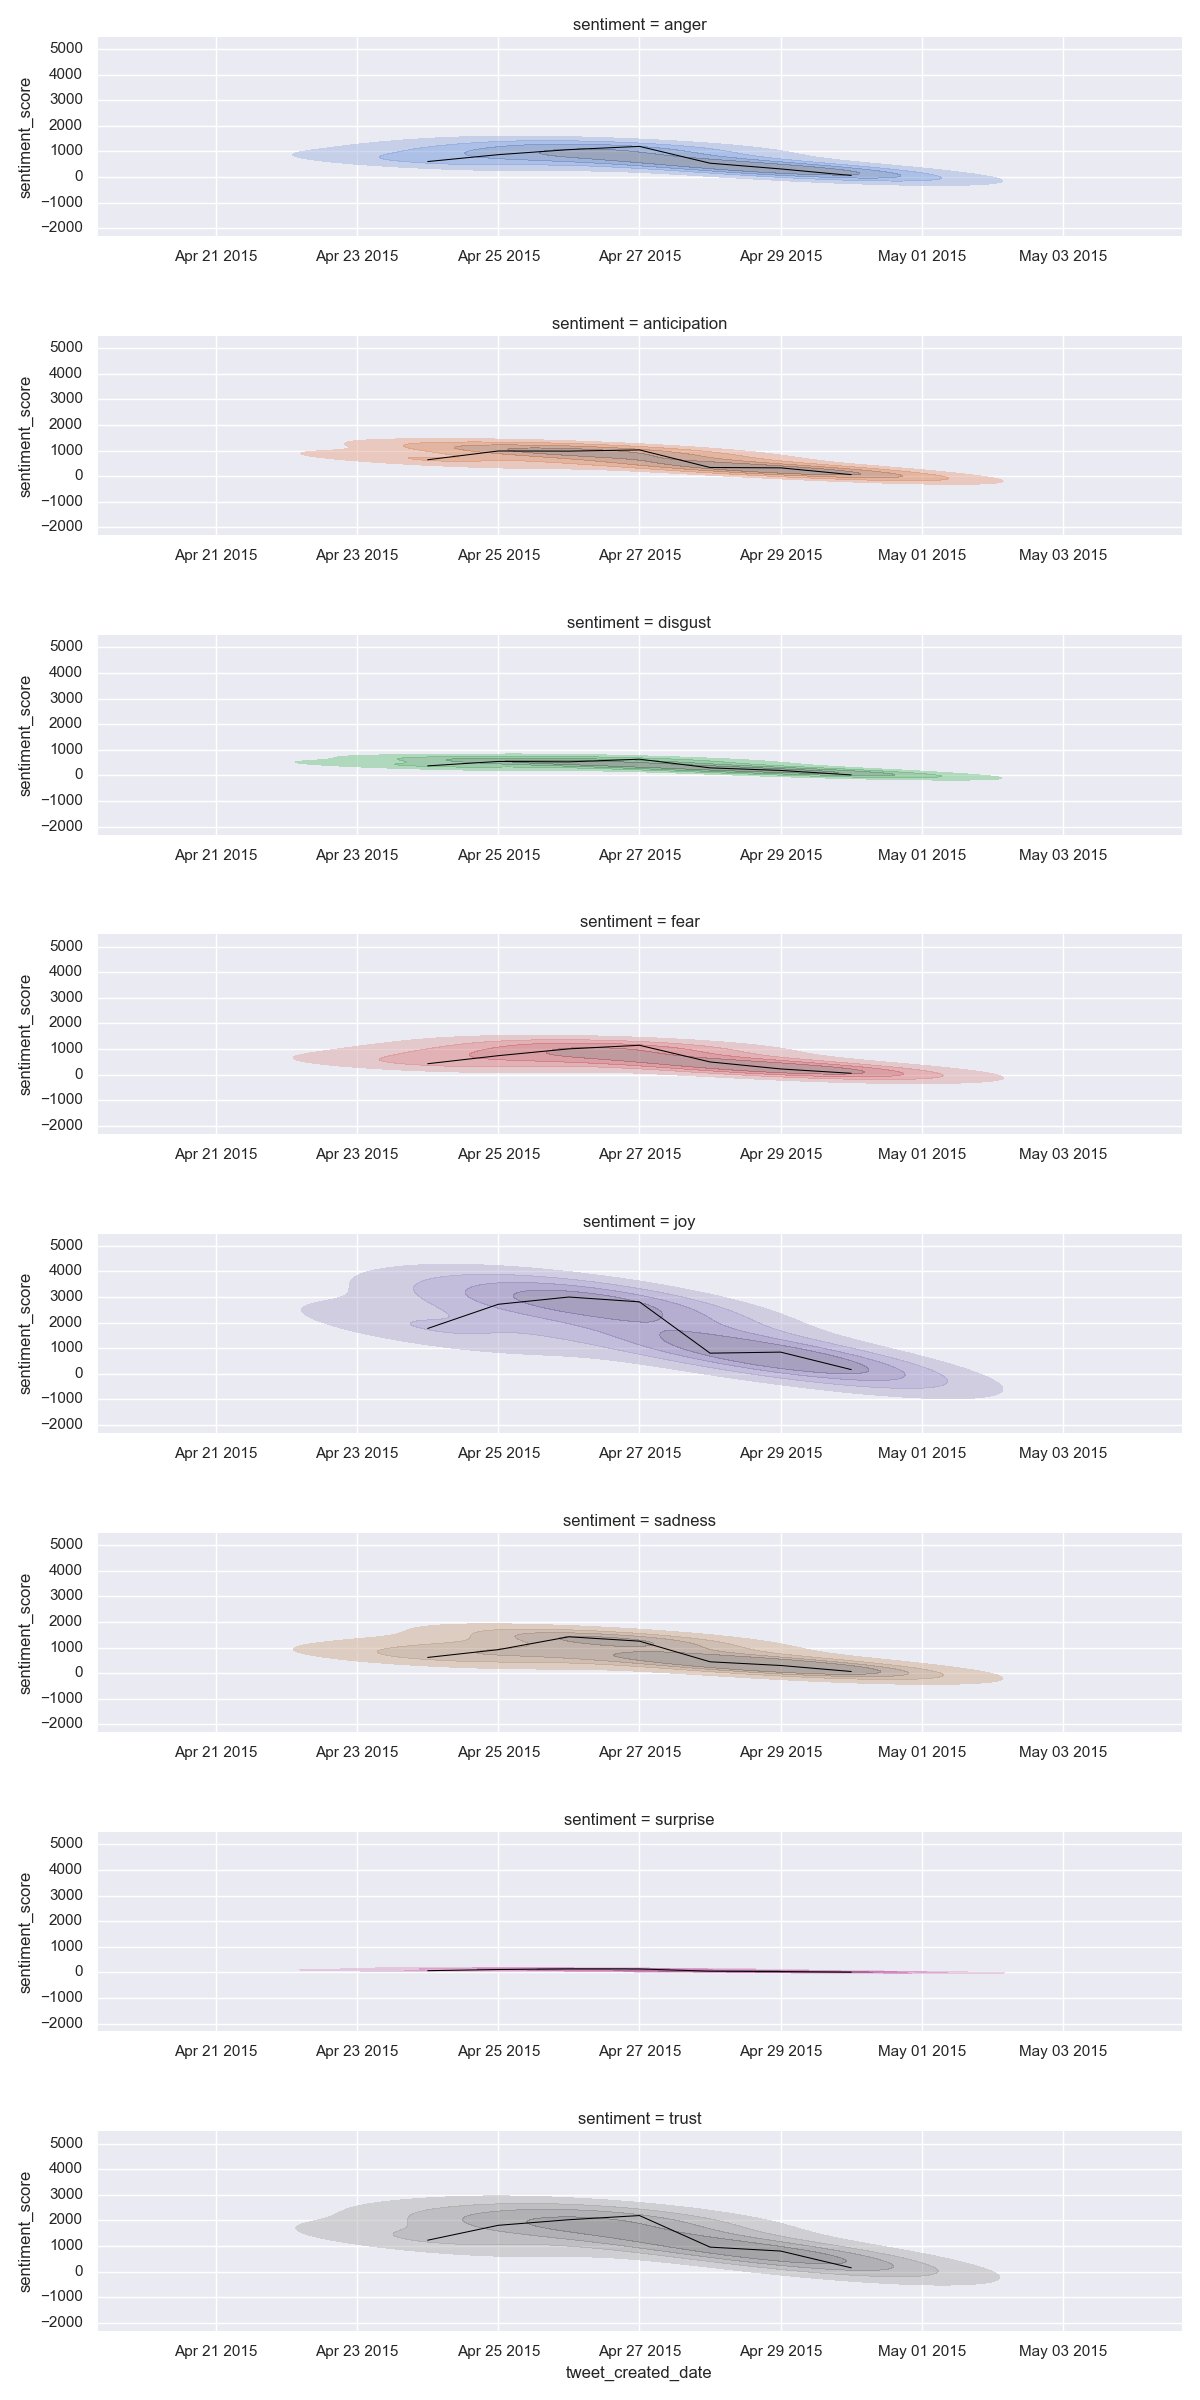 sentiment = anger
5000
4000
3000
2000
1000
0
−1000
−2000
sentiment_score
Apr 21 2015 Apr 23 2015 Apr 25 2015 Apr 27 2015 Apr 29 2015 May 01 2015 May 03 2015
sentiment = anticipation
5000
4000
3000
2000
1000
0
−1000
−2000
sentiment_score
Apr 21 2015 Apr 23 2015 Apr 25 2015 Apr 27 2015 Apr 29 2015 May 01 2015 May 03 2015
sentiment = disgust
5000
4000
3000
2000
1000
0
−1000
−2000
sentiment_score
Apr 21 2015 Apr 23 2015 Apr 25 2015 Apr 27 2015 Apr 29 2015 May 01 2015 May 03 2015
sentiment = fear
5000
4000
3000
2000
1000
0
−1000
−2000
sentiment_score
Apr 21 2015 Apr 23 2015 Apr 25 2015 Apr 27 2015 Apr 29 2015 May 01 2015 May 03 2015
sentiment = joy
5000
4000
3000
2000
1000
0
−1000
−2000
sentiment_score
Apr 21 2015 Apr 23 2015 Apr 25 2015 Apr 27 2015 Apr 29 2015 May 01 2015 May 03 2015
sentiment = sadness
5000
4000
3000
2000
1000
0
−1000
−2000
sentiment_score
Apr 21 2015 Apr 23 2015 Apr 25 2015 Apr 27 2015 Apr 29 2015 May 01 2015 May 03 2015
sentiment = surprise
5000
4000
3000
2000
1000
0
−1000
−2000
sentiment_score
Apr 21 2015 Apr 23 2015 Apr 25 2015 Apr 27 2015 Apr 29 2015 May 01 2015 May 03 2015
sentiment = trust
5000
4000
3000
2000
1000
0
−1000
−2000
sentiment_score
Apr 21 2015 Apr 23 2015 Apr 25 2015 Apr 27 2015 Apr 29 2015 May 01 2015 May 03 2015
tweet_created_date